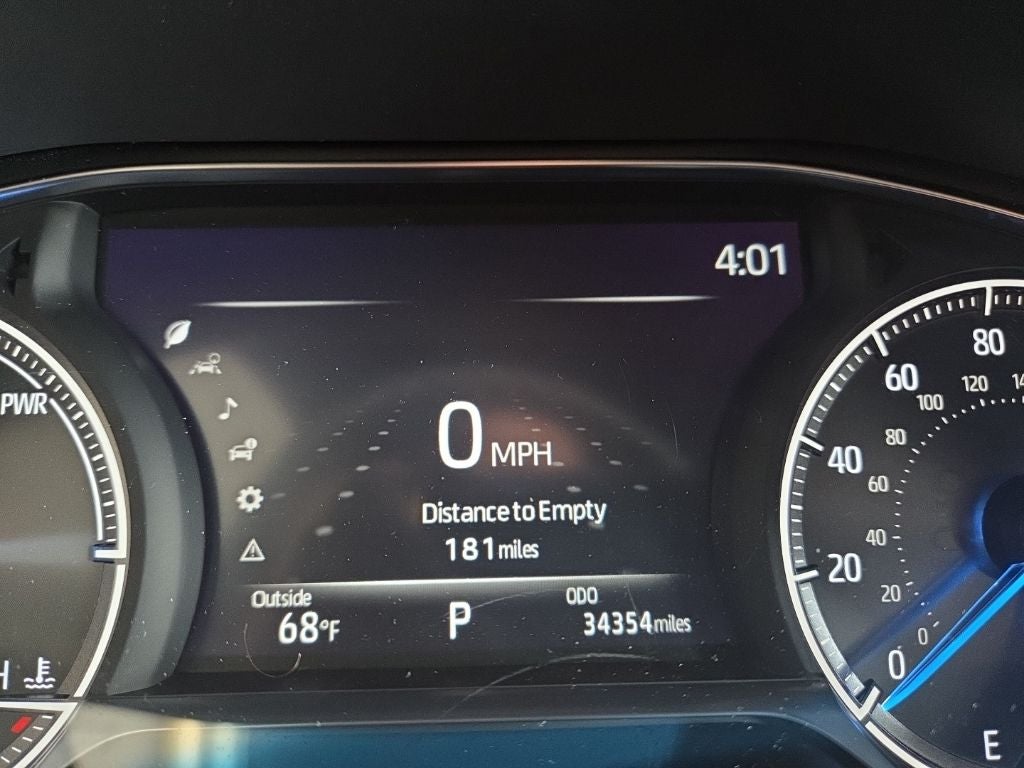 4:01
PWR
0 MPH
Distance to Empty
181 miles
Outside
68°F
P
ODO
34354 miles
H
80
60
40
20
0
120
100
80
60
40
20
0
E